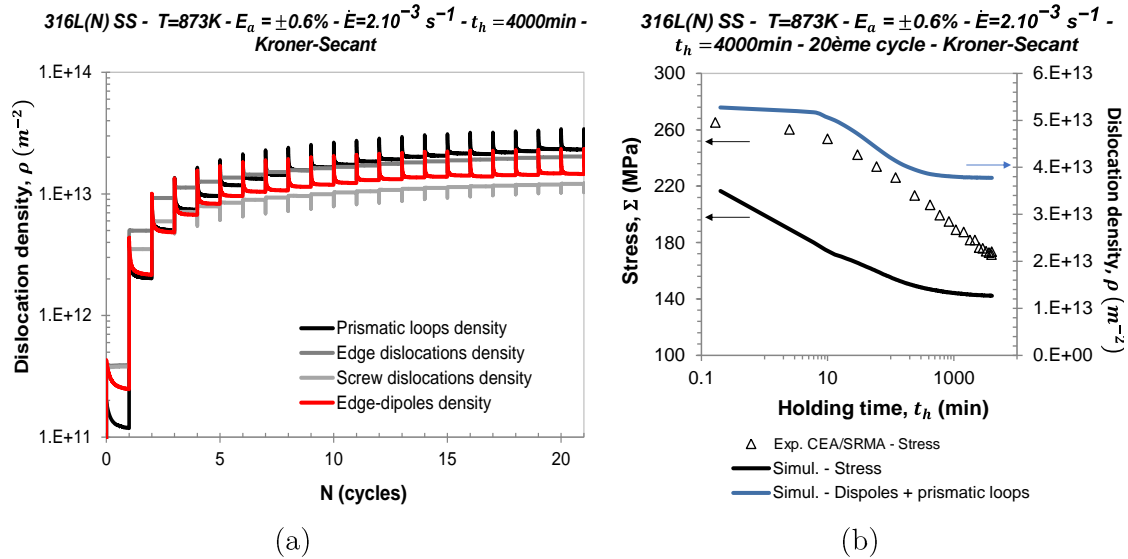 316L(N) SS - T=873K - E_a = ±0.6% - Ė=2.10^−3 s^−1 - t_h = 4000min -
Kroner-Secant
Dislocation density, ρ (m^−2)
1.E+14
1.E+13
1.E+12
1.E+11
Prismatic loops density
Edge dislocations density
Screw dislocations density
Edge-dipoles density
0 5 10 15 20
N (cycles)
(a)
316L(N) SS - T=873K - E_a = ±0.6% - Ė=2.10^−3 s^−1 -
t_h = 4000min - 20ème cycle - Kroner-Secant
Stress, Σ (MPa)
300
260
220
180
140
100
6.E+13
5.E+13
4.E+13
3.E+13
2.E+13
1.E+13
0.E+00
Dislocation density, ρ (m^−2)
0.1 10 1000
Holding time, t_h (min)
Exp. CEA/SRMA - Stress
Simul. - Stress
Simul. - Dispoles + prismatic loops
(b)